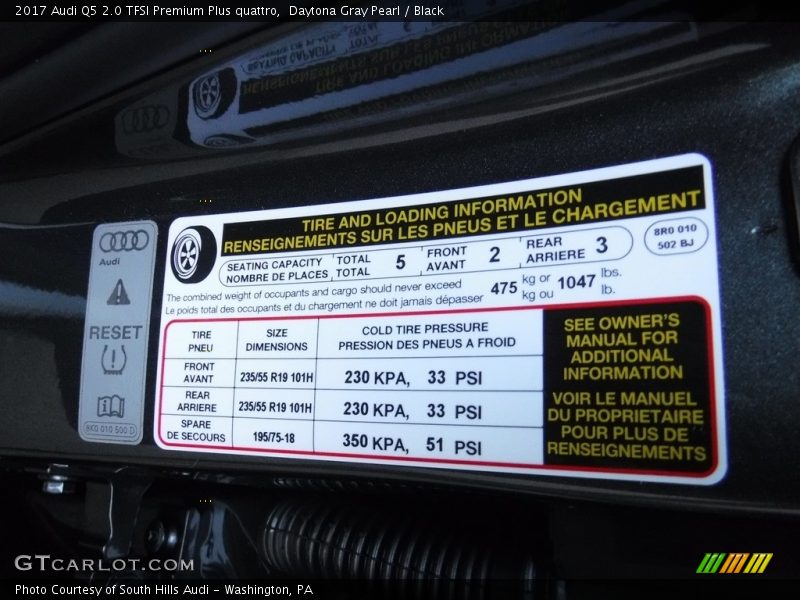 2017 Audi Q5 2.0 TFSI Premium Plus quattro,  Daytona Gray Pearl / Black
TIRE AND LOADING INFORMATION
RENSEIGNEMENTS SUR LES PNEUS ET LE CHARGEMENT
8R0 010
502 BJ
SEATING CAPACITY TOTAL 5 FRONT 2 REAR 3
NOMBRE DE PLACES TOTAL AVANT ARRIERE
The combined weight of occupants and cargo should never exceed 475 kg or 1047 lbs.
Le poids total des occupants et du chargement ne doit jamais dépasser kg ou lb.
TIRE SIZE COLD TIRE PRESSURE
PNEU DIMENSIONS PRESSION DES PNEUS A FROID
FRONT
AVANT 235/55 R19 101H 230 KPA, 33 PSI
REAR
ARRIERE 235/55 R19 101H 230 KPA, 33 PSI
SPARE
DE SECOURS 195/75-18 350 KPA, 51 PSI
SEE OWNER'S
MANUAL FOR
ADDITIONAL
INFORMATION
VOIR LE MANUEL
DU PROPRIETAIRE
POUR PLUS DE
RENSEIGNEMENTS
Audi
RESET
8K0 010 500 D
GTCARLOT.COM
Photo Courtesy of South Hills Audi - Washington, PA